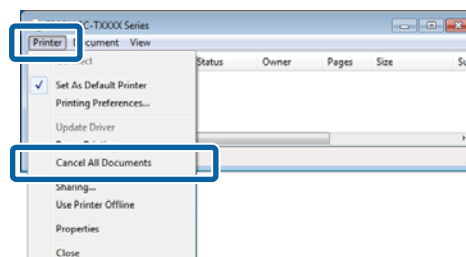 C-TXXXX Series
Printer Document View
Status Owner Pages Size
Set As Default Printer
Printing Preferences...
Update Driver
Cancel All Documents
Sharing...
Use Printer Offline
Properties
Close